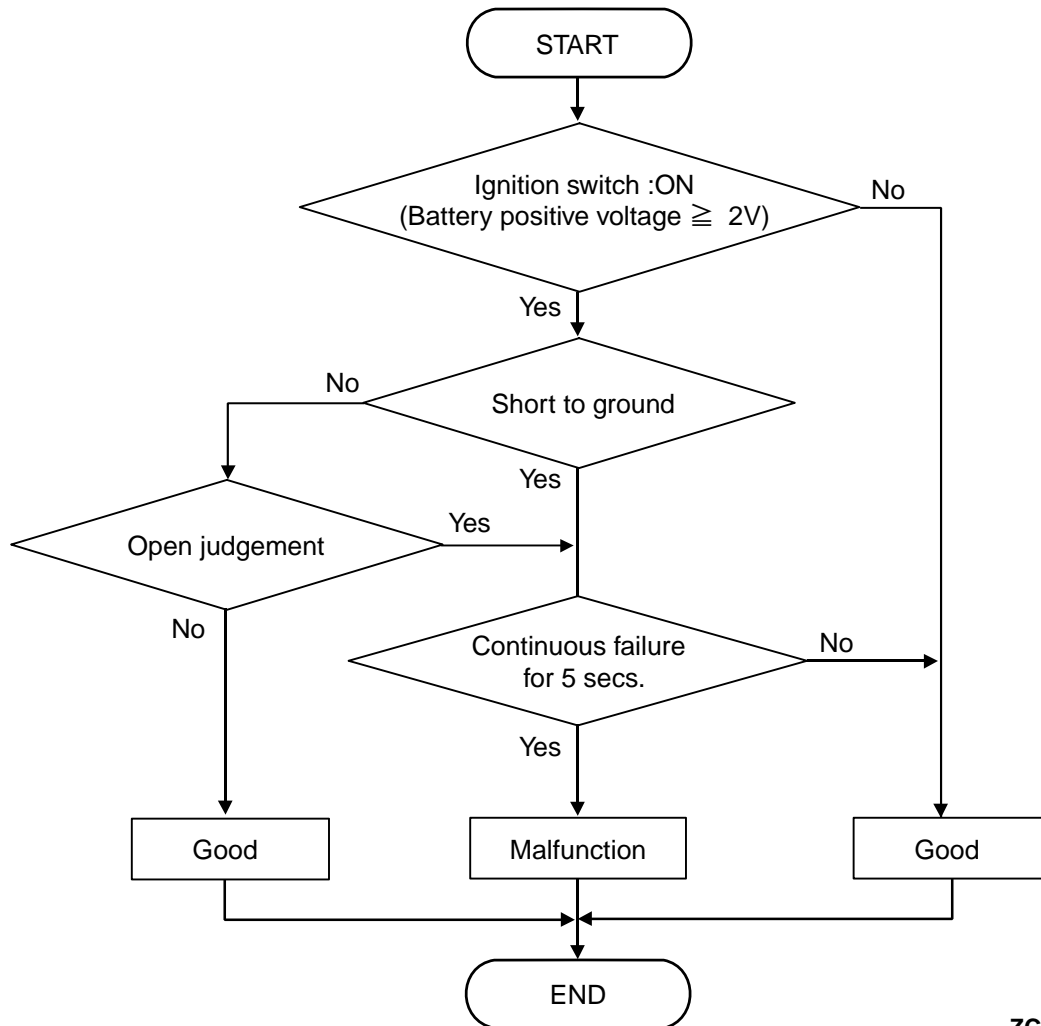 START
Ignition switch :ON
(Battery positive voltage ≧ 2V)
No
Yes
No
Short to ground
Yes
Open judgement
Yes
No
Continuous failure
for 5 secs.
No
Yes
Good
Malfunction
Good
END